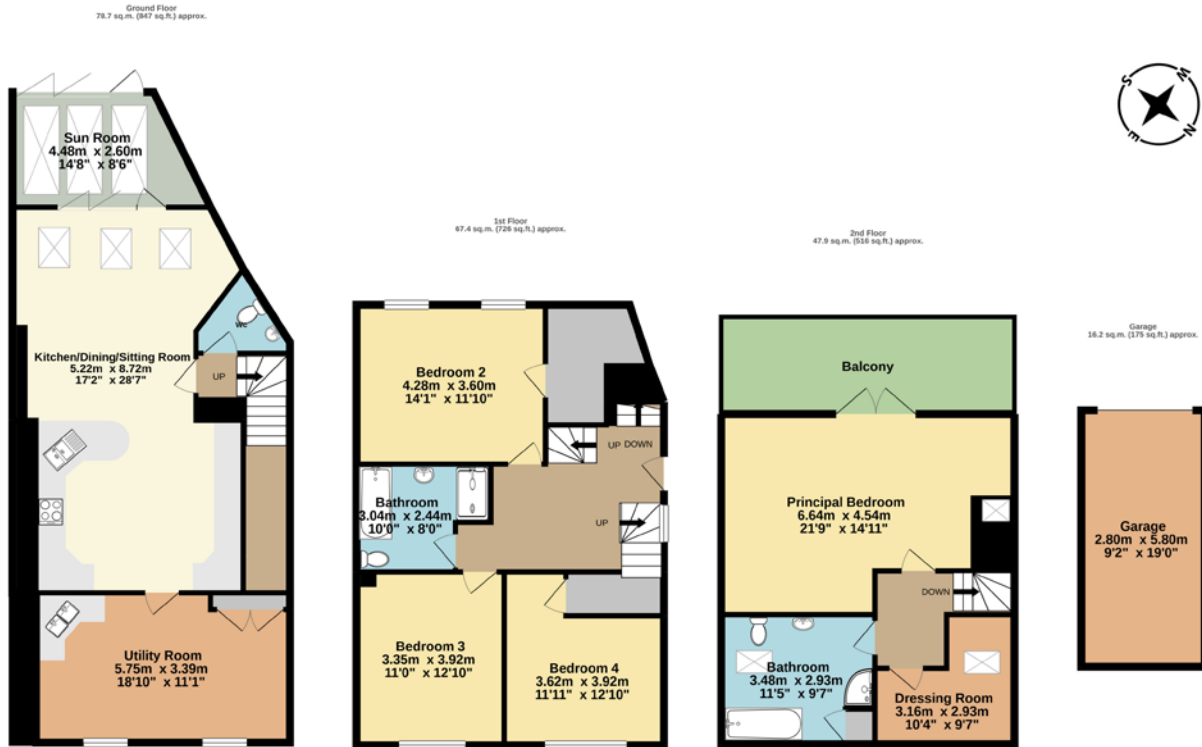 Ground Floor
78.7 sq.m. (847 sq.ft.) approx.
Sun Room
4.48m x 2.60m
14'8" x 8'6"
WC
Kitchen/Dining/Sitting Room
5.22m x 8.72m
17'2" x 28'7"
UP
Utility Room
5.75m x 3.39m
18'10" x 11'1"
1st Floor
67.4 sq.m. (726 sq.ft.) approx.
Bedroom 2
4.28m x 3.60m
14'1" x 11'10"
UP DOWN
Bathroom
3.04m x 2.44m
10'0" x 8'0"
UP
Bedroom 3
3.35m x 3.92m
11'0" x 12'10"
Bedroom 4
3.62m x 3.92m
11'11" x 12'10"
2nd Floor
47.9 sq.m. (516 sq.ft.) approx.
Balcony
Principal Bedroom
6.64m x 4.54m
21'9" x 14'11"
DOWN
Bathroom
3.48m x 2.93m
11'5" x 9'7"
Dressing Room
3.16m x 2.93m
10'4" x 9'7"
S
W
E
N
Garage
16.2 sq.m. (175 sq.ft.) approx.
Garage
2.80m x 5.80m
9'2" x 19'0"